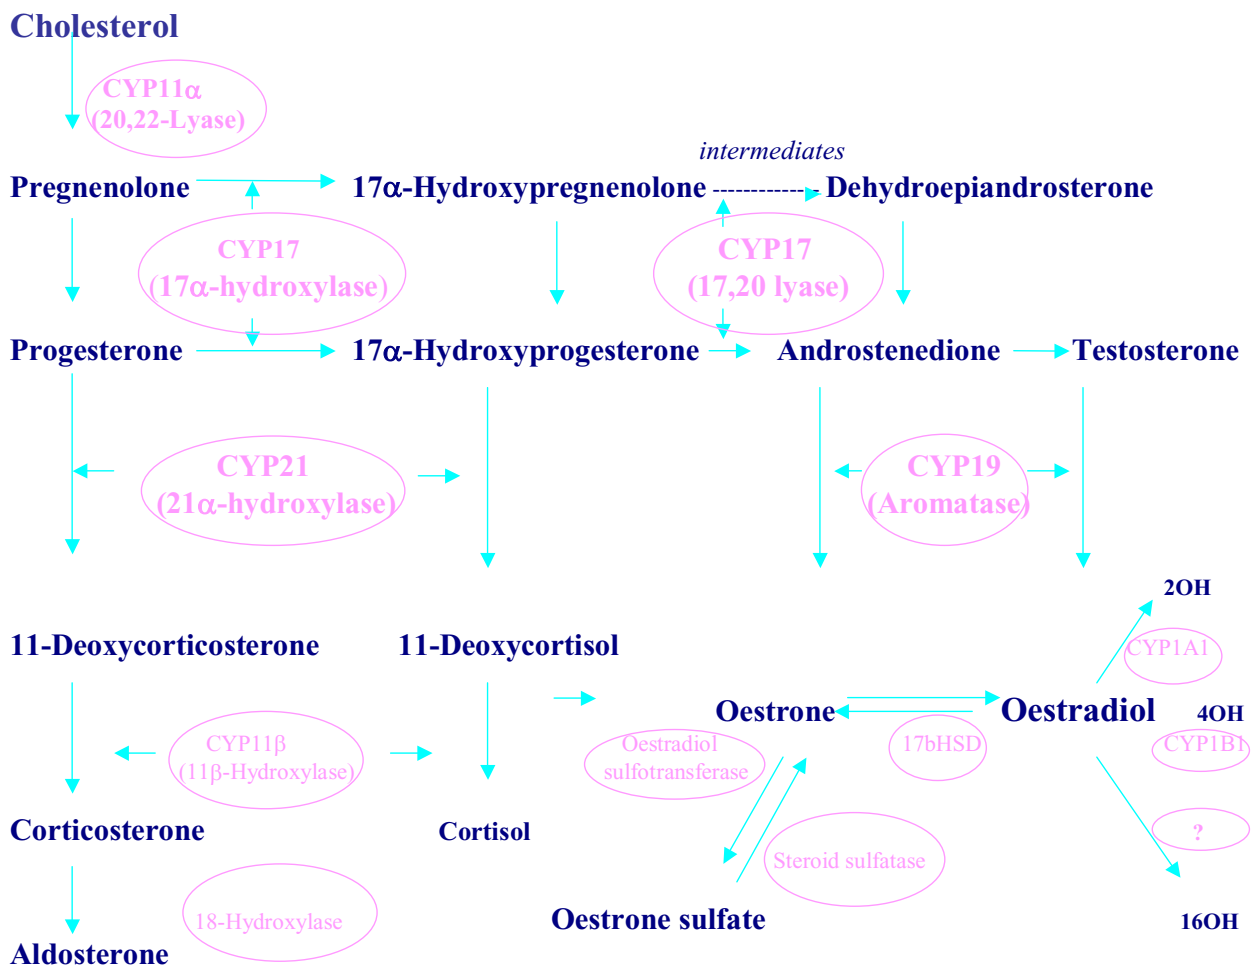 Cholesterol
CYP11α
(20,22-Lyase)
intermediates
Pregnenolone
17α-Hydroxypregnenolone
Dehydroepiandrosterone
CYP17
(17α-hydroxylase)
CYP17
(17,20 lyase)
Progesterone
17α-Hydroxyprogesterone
Androstenedione
Testosterone
CYP21
(21α-hydroxylase)
CYP19
(Aromatase)
2OH
11-Deoxycorticosterone
11-Deoxycortisol
CYP1A1
Oestrone
Oestradiol
4OH
CYP11β
(11β-Hydroxylase)
Oestradiol
sulfotransferase
17bHSD
CYP1B1
Corticosterone
Cortisol
?
Steroid sulfatase
18-Hydroxylase
Oestrone sulfate
16OH
Aldosterone